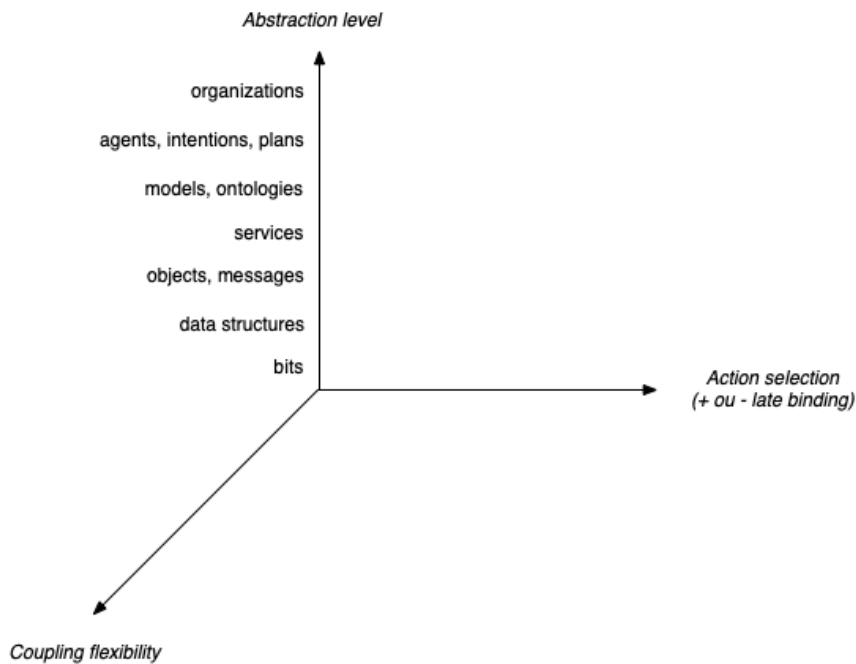 Abstraction level
organizations
agents, intentions, plans
models, ontologies
services
objects, messages
data structures
bits
Action selection
(+ ou - late binding)
Coupling flexibility